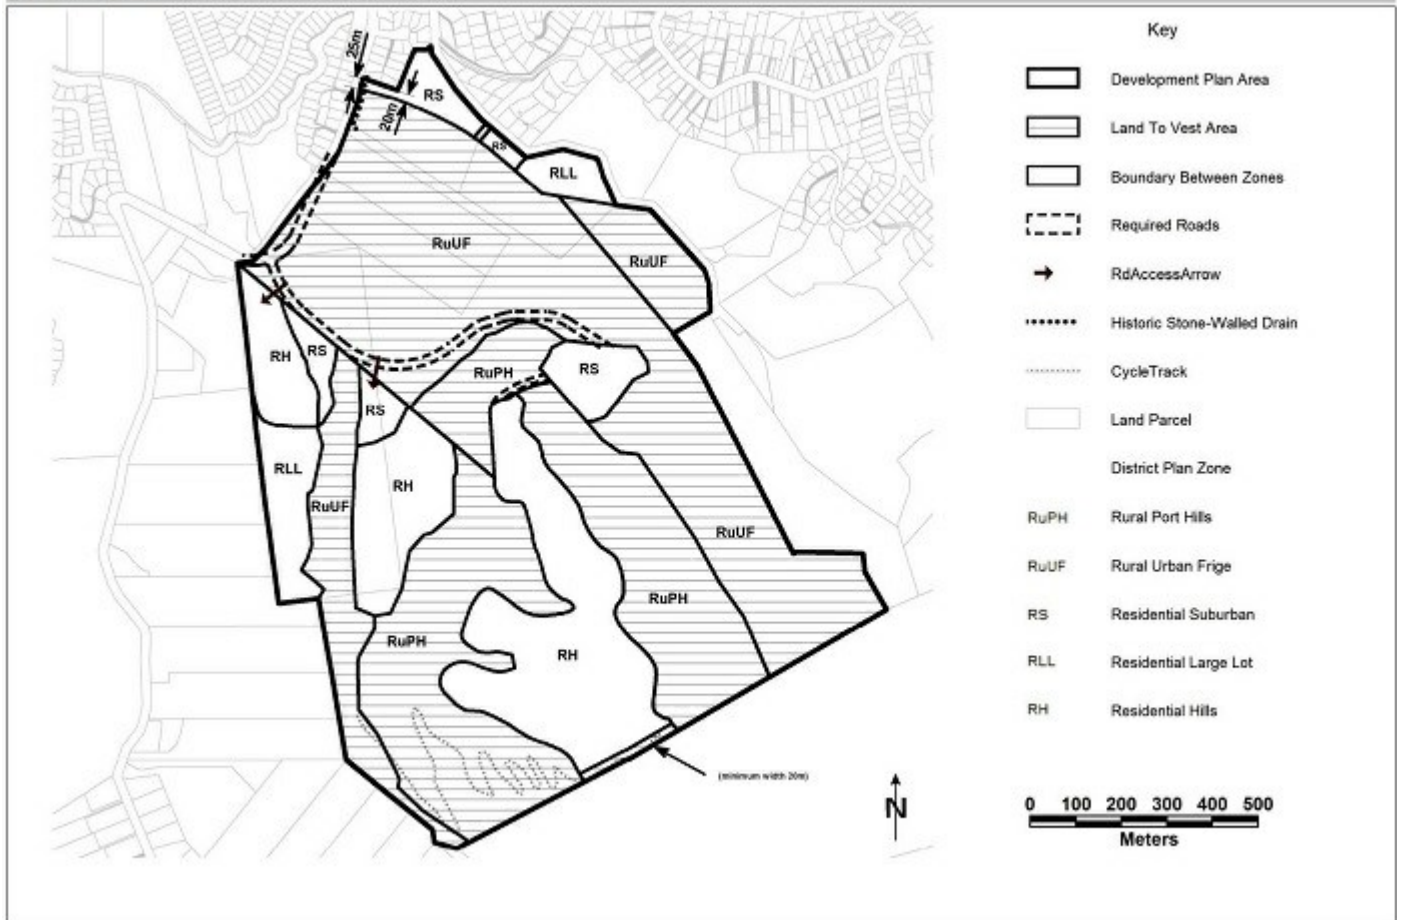 Key
Development Plan Area
Land To Vest Area
Boundary Between Zones
Required Roads
RdAccessArrow
Historic Stone-Walled Drain
CycleTrack
Land Parcel
District Plan Zone
RuPH Rural Port Hills
RuUF Rural Urban Frige
RS Residential Suburban
RLL Residential Large Lot
RH Residential Hills
25m
20m
RS
RS
RLL
RuUF
RuUF
RH
RS
RuPH
RS
RS
RLL
RH
RuUF
RuUF
RuPH
RuPH
RH
(minimum width 20m)
N
0 100 200 300 400 500
Meters